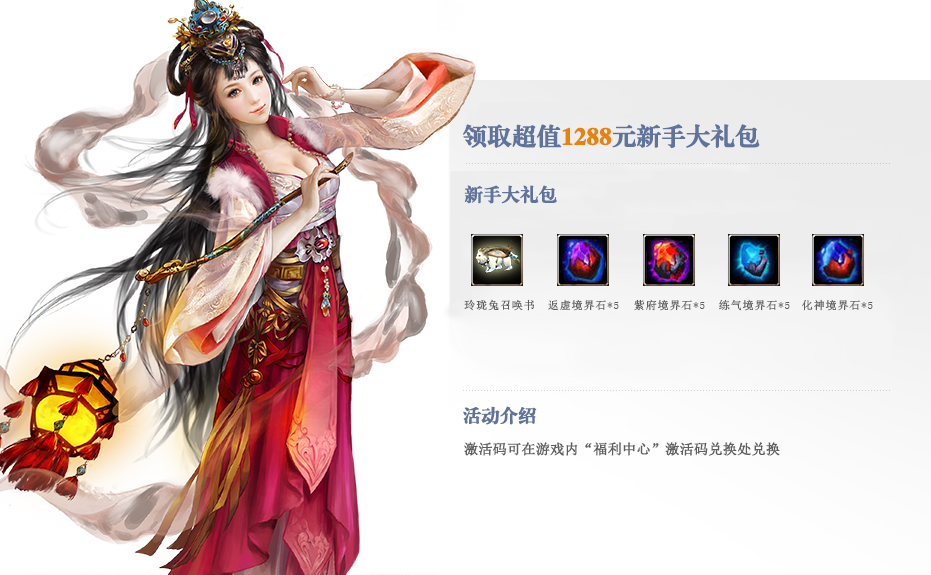 领取超值1288元新手大礼包
新手大礼包
玲珑兔召唤书 返虚境界石*5 紫府境界石*5 练气境界石*5 化神境界石*5
活动介绍
激活码可在游戏内“福利中心”激活码兑换处兑换